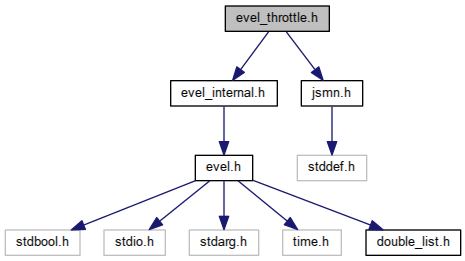 evel_throttle.h
evel_internal.h
jsmn.h
evel.h
stddef.h
stdbool.h
stdio.h
stdarg.h
time.h
double_list.h